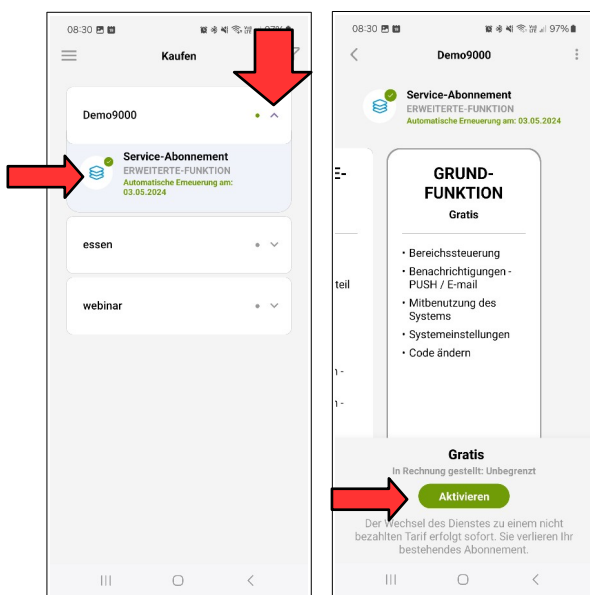 08:30
97%
Kaufen
Demo9000
Service-Abonnement
ERWEITERTE-FUNKTION
Automatische Erneuerung am:
03.05.2024
essen
webinar
08:30
97%
Demo9000
Service-Abonnement
ERWEITERTE-FUNKTION
Automatische Erneuerung am: 03.05.2024
E-
teil
n -
GRUND-
FUNKTION
Gratis
• Bereichssteuerung
• Benachrichtigungen -
PUSH / E-mail
• Mitbenutzung des
Systems
• Systemeinstellungen
• Code ändern
Gratis
In Rechnung gestellt: Unbegrenzt
Aktivieren
Der Wechsel des Dienstes zu einem nicht
bezahlten Tarif erfolgt sofort. Sie verlieren Ihr
bestehendes Abonnement.